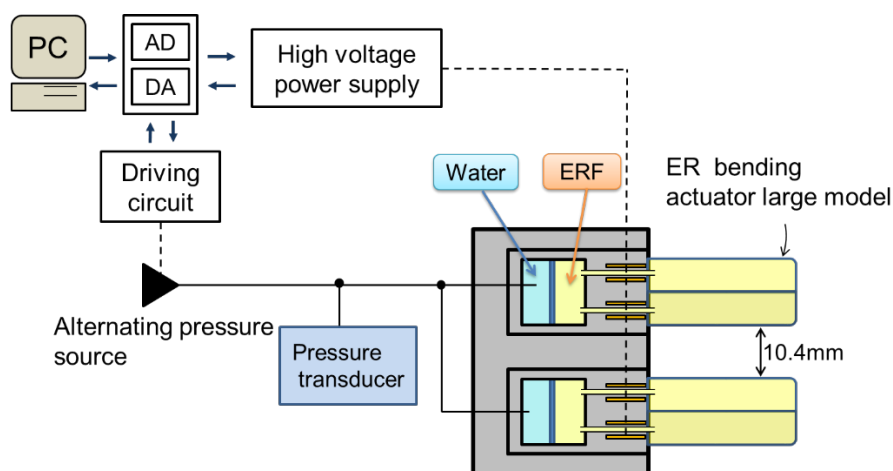 PC
AD
DA
High voltage
power supply
Driving
circuit
Water
ERF
ER bending
actuator large model
Alternating pressure
source
Pressure
transducer
10.4mm